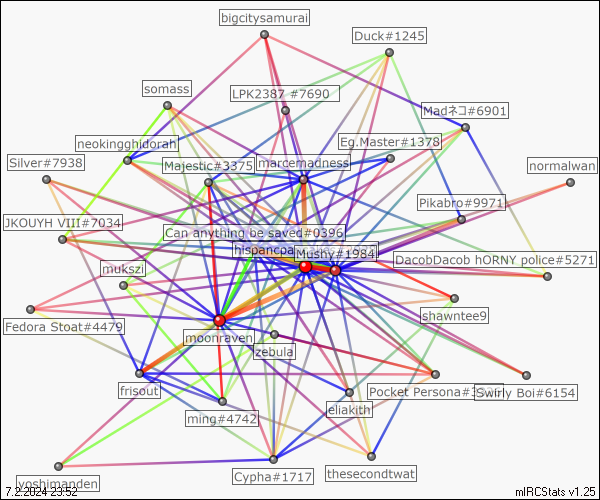 bigcitysamurai
Duck#1245
somass
LPK2387 #7690
Madネコ#6901
neokingghidorah
Eg.Master#1378
Silver#7938
Majestic#3375
marcemadness
normalwan
Pikabro#9971
JKOUYH VIII#7034
Can anything be saved#0396
hispancpa
Mushy#1984
mukszi
DacobDacob hORNY police#5271
shawntee9
Fedora Stoat#4479
moonraven
zebula
frisout
Pocket Persona#3
Swirly Boi#6154
ming#4742
eliakith
yoshimanden
Cypha#1717
thesecondtwat
7.2.2024 23:52
mIRCStats v1.25